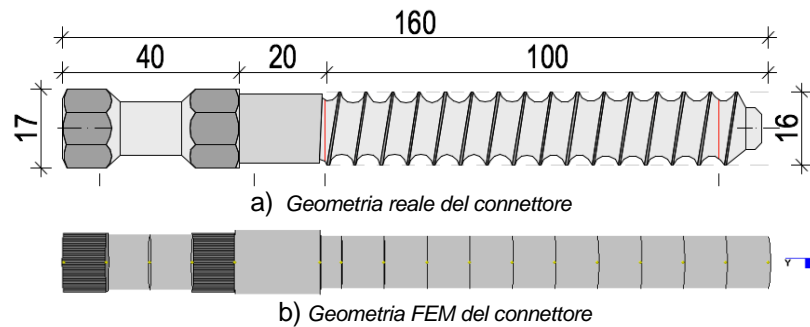 160
40 20 100
17
16
a) Geometria reale del connettore
Y
b) Geometria FEM del connettore